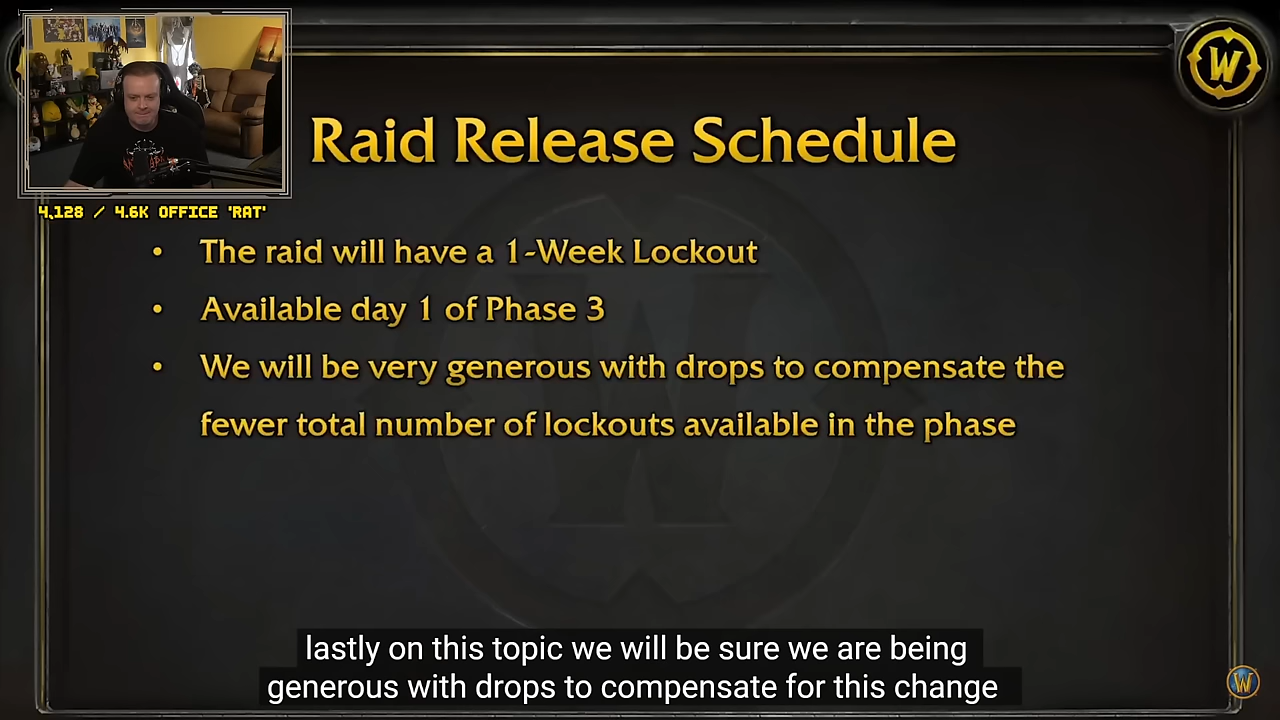 4,128 / 4.6K OFFICE 'RAT'
Raid Release Schedule
• The raid will have a 1-Week Lockout
• Available day 1 of Phase 3
• We will be very generous with drops to compensate the
fewer total number of lockouts available in the phase
lastly on this topic we will be sure we are being
generous with drops to compensate for this change
W
W